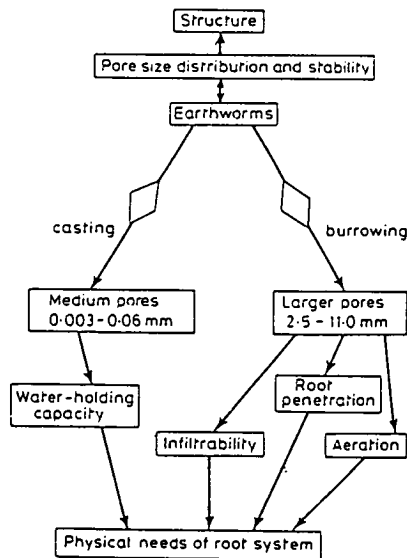 Structure
Pore size distribution and stability
Earthworms
casting
burrowing
Medium pores
0·003-0·06 mm
Larger pores
2·5-11·0 mm
Water-holding
capacity
Root
penetration
Infiltrability
Aeration
Physical needs of root system